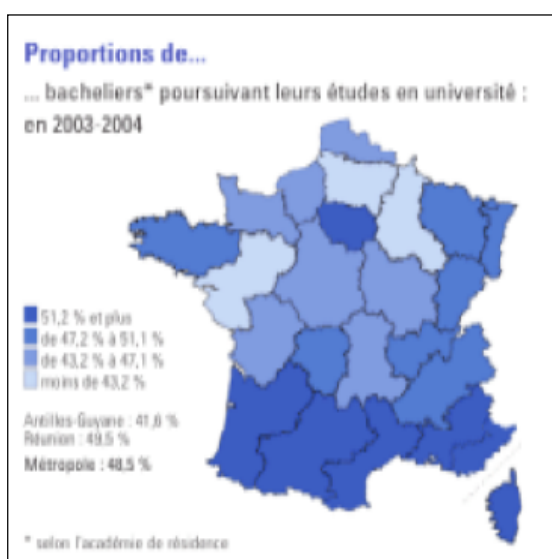 Proportions de...
... bacheliers* poursuivant leurs études en université :
en 2003-2004
51,2 % et plus
de 47,2 % à 51,1 %
de 43,2 % à 47,1 %
moins de 43,2 %
Antilles-Guyane : 41,6 %
Réunion : 49,5 %
Métropole : 48,5 %
* selon l'académie de résidence